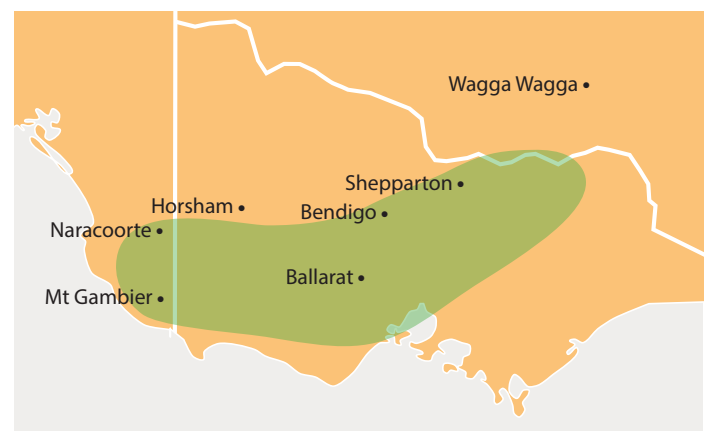 Wagga Wagga
Shepparton
Horsham
Bendigo
Naracoorte
Ballarat
Mt Gambier